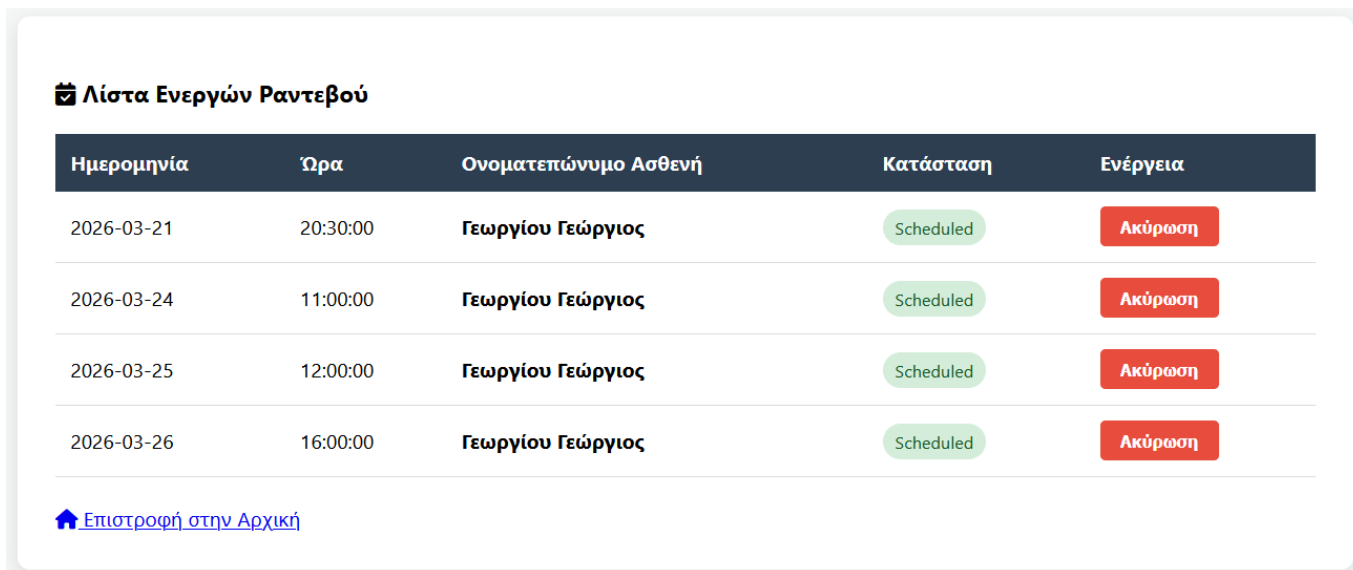 Λίστα Ενεργών Ραντεβού
Ημερομηνία Ώρα Ονοματεπώνυμο Ασθενή Κατάσταση Ενέργεια
2026-03-21 20:30:00 Γεωργίου Γεώργιος Scheduled Ακύρωση
2026-03-24 11:00:00 Γεωργίου Γεώργιος Scheduled Ακύρωση
2026-03-25 12:00:00 Γεωργίου Γεώργιος Scheduled Ακύρωση
2026-03-26 16:00:00 Γεωργίου Γεώργιος Scheduled Ακύρωση
Επιστροφή στην Αρχική